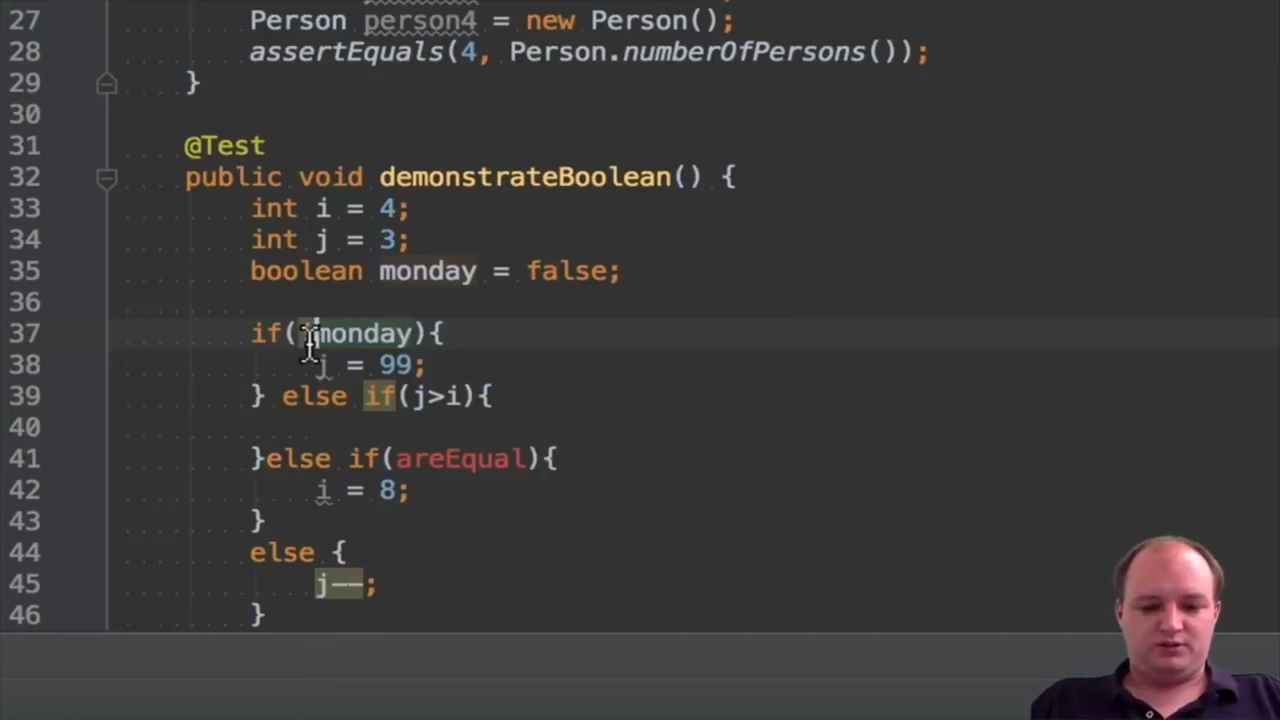 27 Person person4 = new Person();
28 assertEquals(4, Person.numberOfPersons());
29 }
30
31 @Test
32 public void demonstrateBoolean() {
33 int i = 4;
34 int j = 3;
35 boolean monday = false;
36
37 if(!monday){
38 j = 99;
39 } else if(j>i){
40
41 }else if(areEqual){
42 i = 8;
43 }
44 else {
45 j--;
46 }